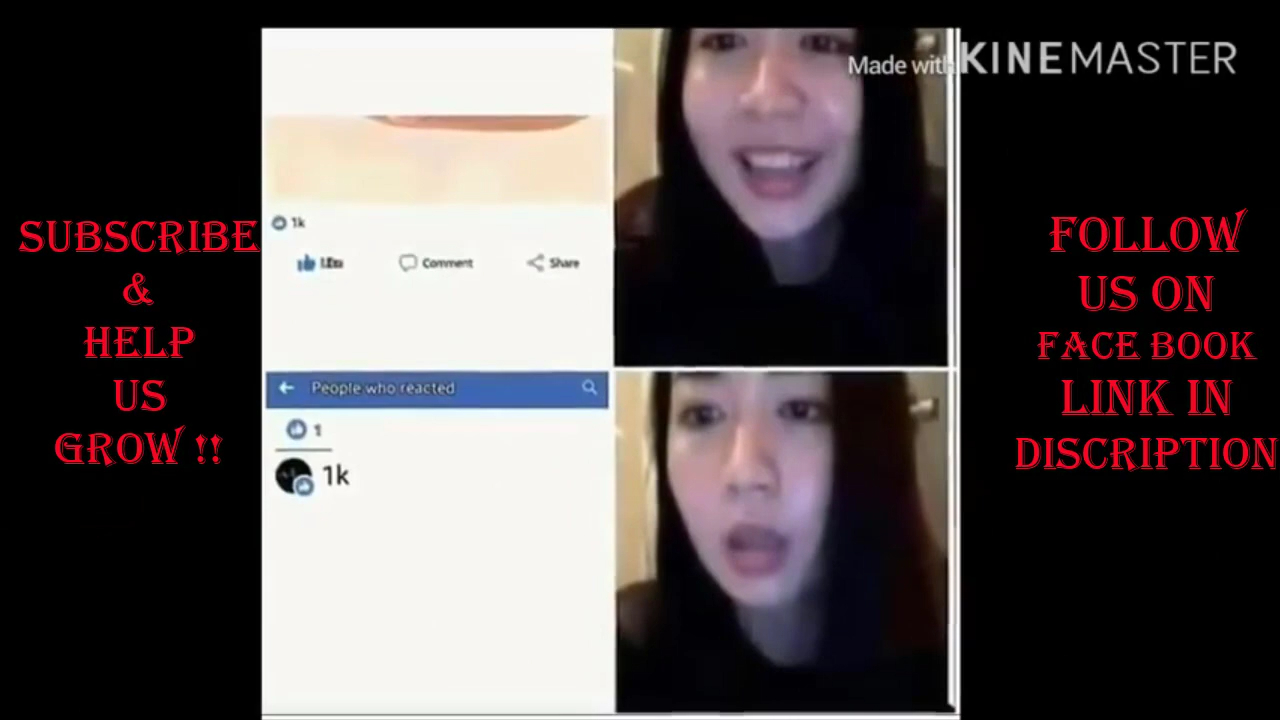 Made with KINEMASTER
SUBSCRIBE
&
HELP
US
GROW !!
1k
Comment
Share
People who reacted
1
1k
FOLLOW
US ON
FACE BOOK
LINK IN
DISCRIPTION